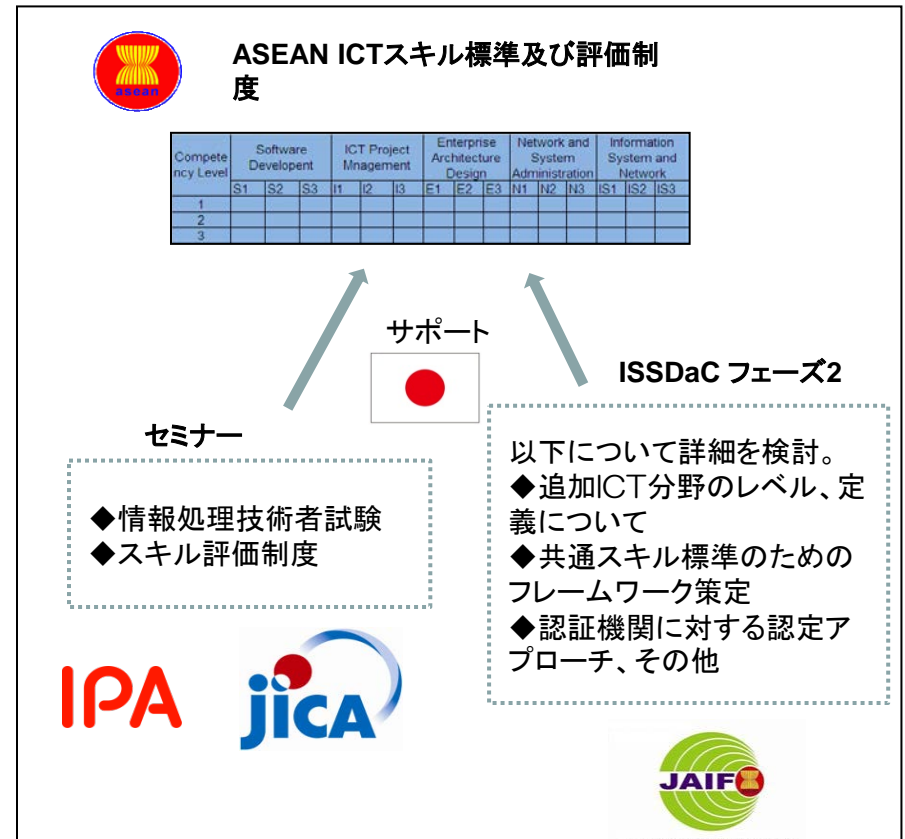 ASEAN ICTスキル標準及び評価制
度
asean
Compete
ncy Level
Software
Developent
ICT Project
Mnagement
Enterprise
Architecture
Design
Network and
System
Administration
Information
System and
Network
S1 S2 S3 I1 I2 I3 E1 E2 E3 N1 N2 N3 IS1 IS2 IS3
1
2
3
サポート
セミナー
◆情報処理技術者試験
◆スキル評価制度
IPA
jICA
ISSDaC フェーズ2
以下について詳細を検討。
◆追加ICT分野のレベル、定
義について
◆共通スキル標準のための
フレームワーク策定
◆認証機関に対する認定ア
プローチ、その他
JAIF